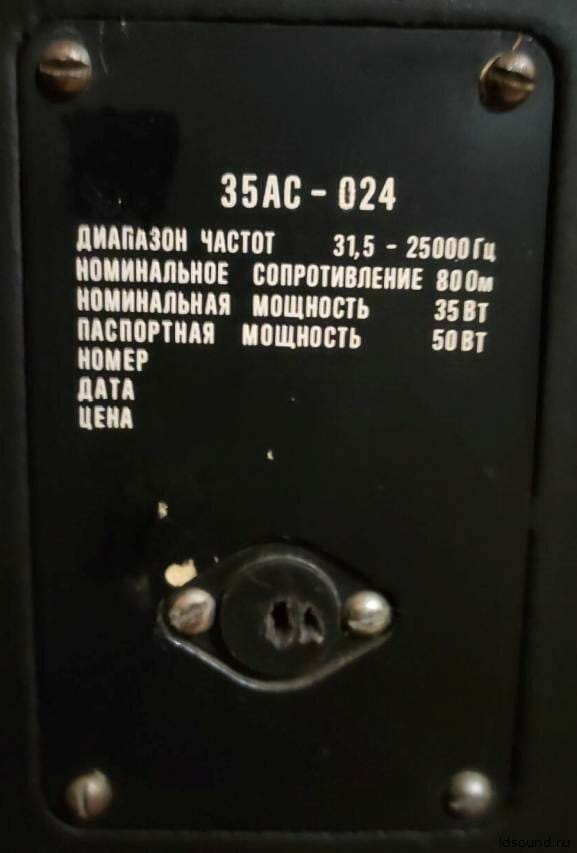 35АС - 024
ДИАПАЗОН ЧАСТОТ 31,5 - 25000 Гц
НОМИНАЛЬНОЕ СОПРОТИВЛЕНИЕ 8 Ом
НОМИНАЛЬНАЯ МОЩНОСТЬ 35 ВТ
ПАСПОРТНАЯ МОЩНОСТЬ 50 ВТ
НОМЕР
ДАТА
ЦЕНА
ldsound.ru